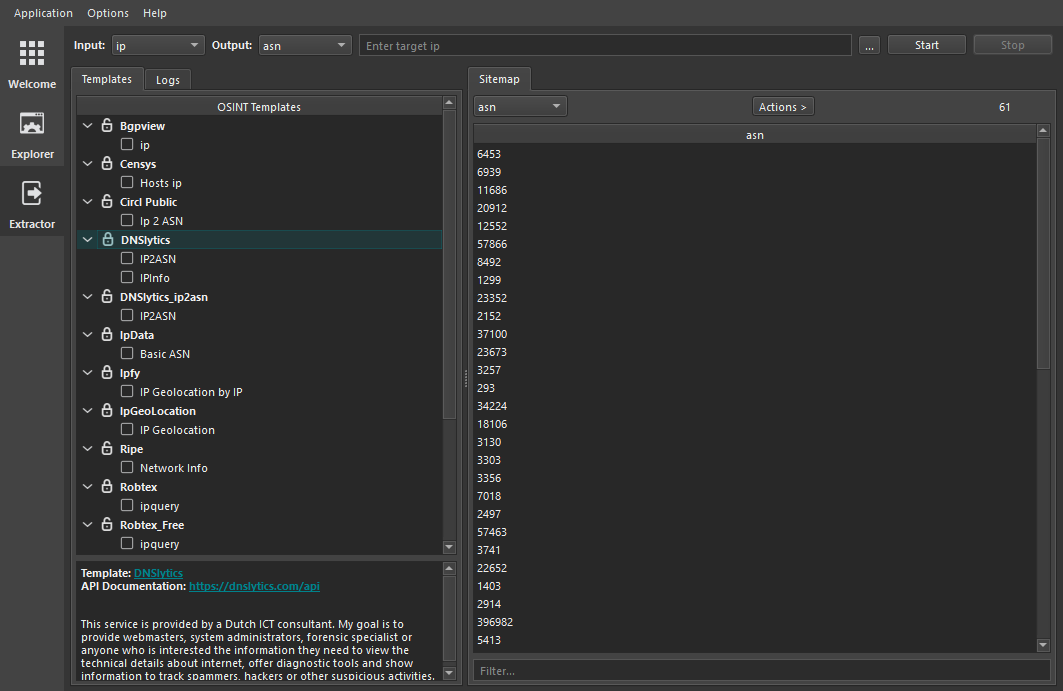 Application Options Help
Input: ip Output: asn Enter target ip ... Start Stop
Welcome
Explorer
Extractor
Templates Logs
OSINT Templates
Bgpview
ip
Censys
Hosts ip
Circl Public
Ip 2 ASN
DNSlytics
IP2ASN
IPInfo
DNSlytics_ip2asn
IP2ASN
IpData
Basic ASN
Ipfy
IP Geolocation by IP
IpGeoLocation
IP Geolocation
Ripe
Network Info
Robtex
ipquery
Robtex_Free
ipquery
Template: DNSlytics
API Documentation: https://dnslytics.com/api
This service is provided by a Dutch ICT consultant. My goal is to
provide webmasters, system administrators, forensic specialist or
anyone who is interested the information they need to view the
technical details about internet, offer diagnostic tools and show
information to track spammers, hackers or other suspicious activities.
Sitemap
asn Actions > 61
asn
6453
6939
11686
20912
12552
57866
8492
1299
23352
2152
37100
23673
3257
293
34224
18106
3130
3303
3356
7018
2497
57463
3741
22652
1403
2914
396982
5413
Filter...